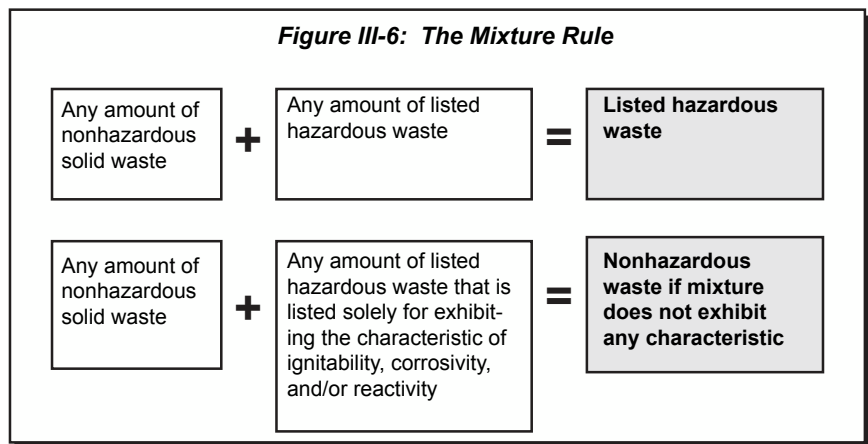 Figure III-6: The Mixture Rule
Any amount of
nonhazardous
solid waste
+
Any amount of listed
hazardous waste
=
Listed hazardous
waste
Any amount of
nonhazardous
solid waste
+
Any amount of listed
hazardous waste that is
listed solely for exhibit-
ing the characteristic of
ignitability, corrosivity,
and/or reactivity
=
Nonhazardous
waste if mixture
does not exhibit
any characteristic